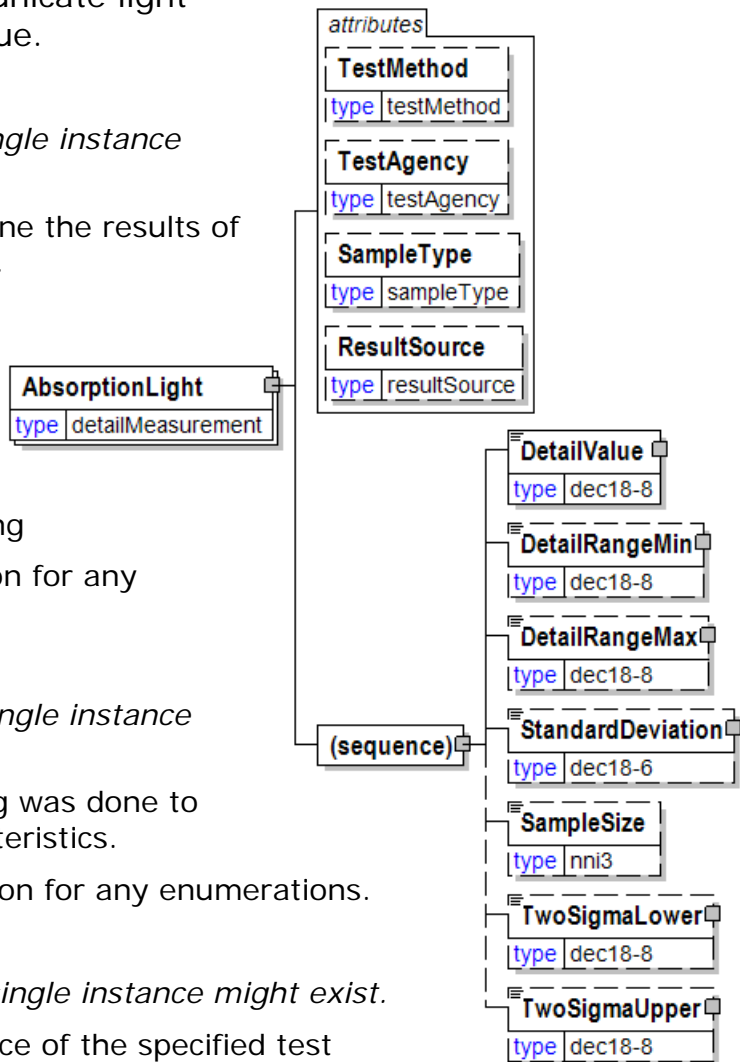 municate light
ue.
ngle instance
ne the results of
ng
on for any
ngle instance
g was done to
teristics.
on for any enumerations.
single instance might exist.
ce of the specified test
attributes
TestMethod
type testMethod
TestAgency
type testAgency
SampleType
type sampleType
ResultSource
type resultSource
AbsorptionLight
type detailMeasurement
(sequence)
DetailValue
type dec18-8
DetailRangeMin
type dec18-8
DetailRangeMax
type dec18-8
StandardDeviation
type dec18-6
SampleSize
type nni3
TwoSigmaLower
type dec18-8
TwoSigmaUpper
type dec18-8